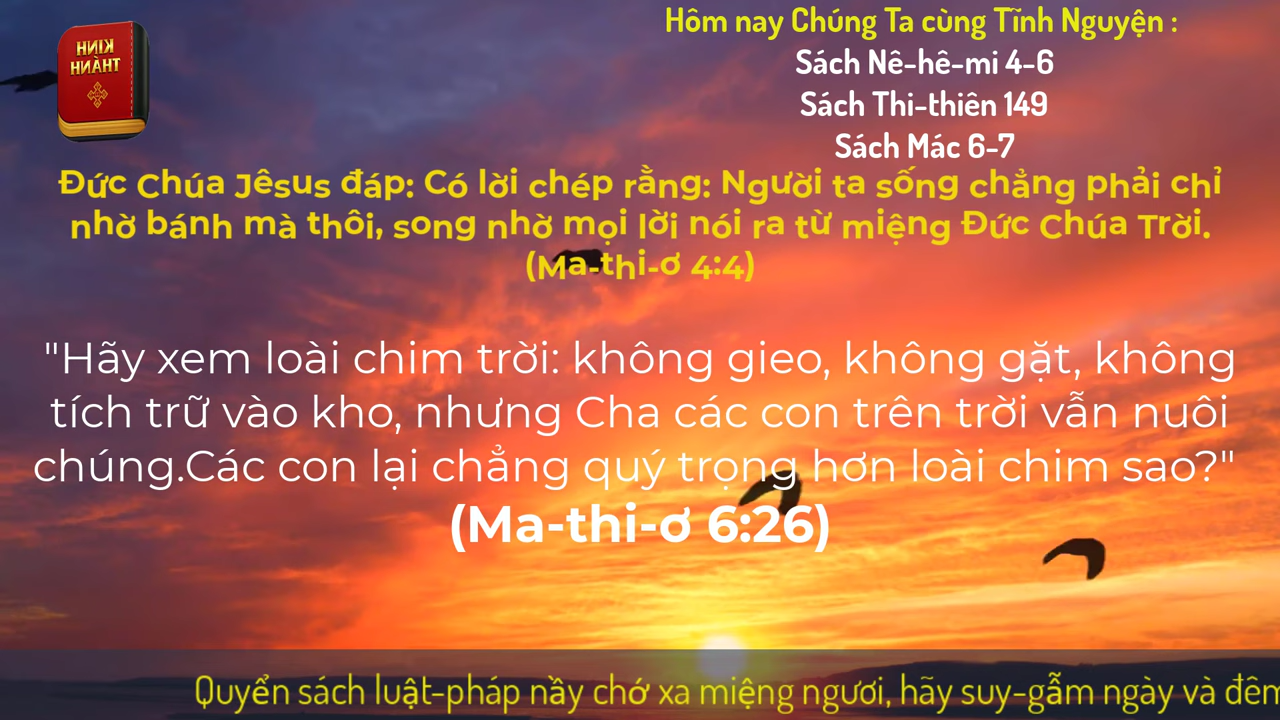 KINH
THÀNH
Hôm nay Chúng Ta cùng Tĩnh Nguyện :
Sách Nê-hê-mi 4-6
Sách Thi-thiên 149
Sách Mác 6-7
Đức Chúa Jêsus đáp: Có lời chép rằng: Người ta sống chẳng phải chỉ
nhờ bánh mà thôi, song nhờ mọi lời nói ra từ miệng Đức Chúa Trời.
(Ma-thi-ơ 4:4)
"Hãy xem loài chim trời: không gieo, không gặt, không
tích trữ vào kho, nhưng Cha các con trên trời vẫn nuôi
chúng.Các con lại chẳng quý trọng hơn loài chim sao?"
(Ma-thi-ơ 6:26)
Quyển sách luật-pháp nầy chớ xa miệng ngươi, hãy suy-gẫm ngày và đêm